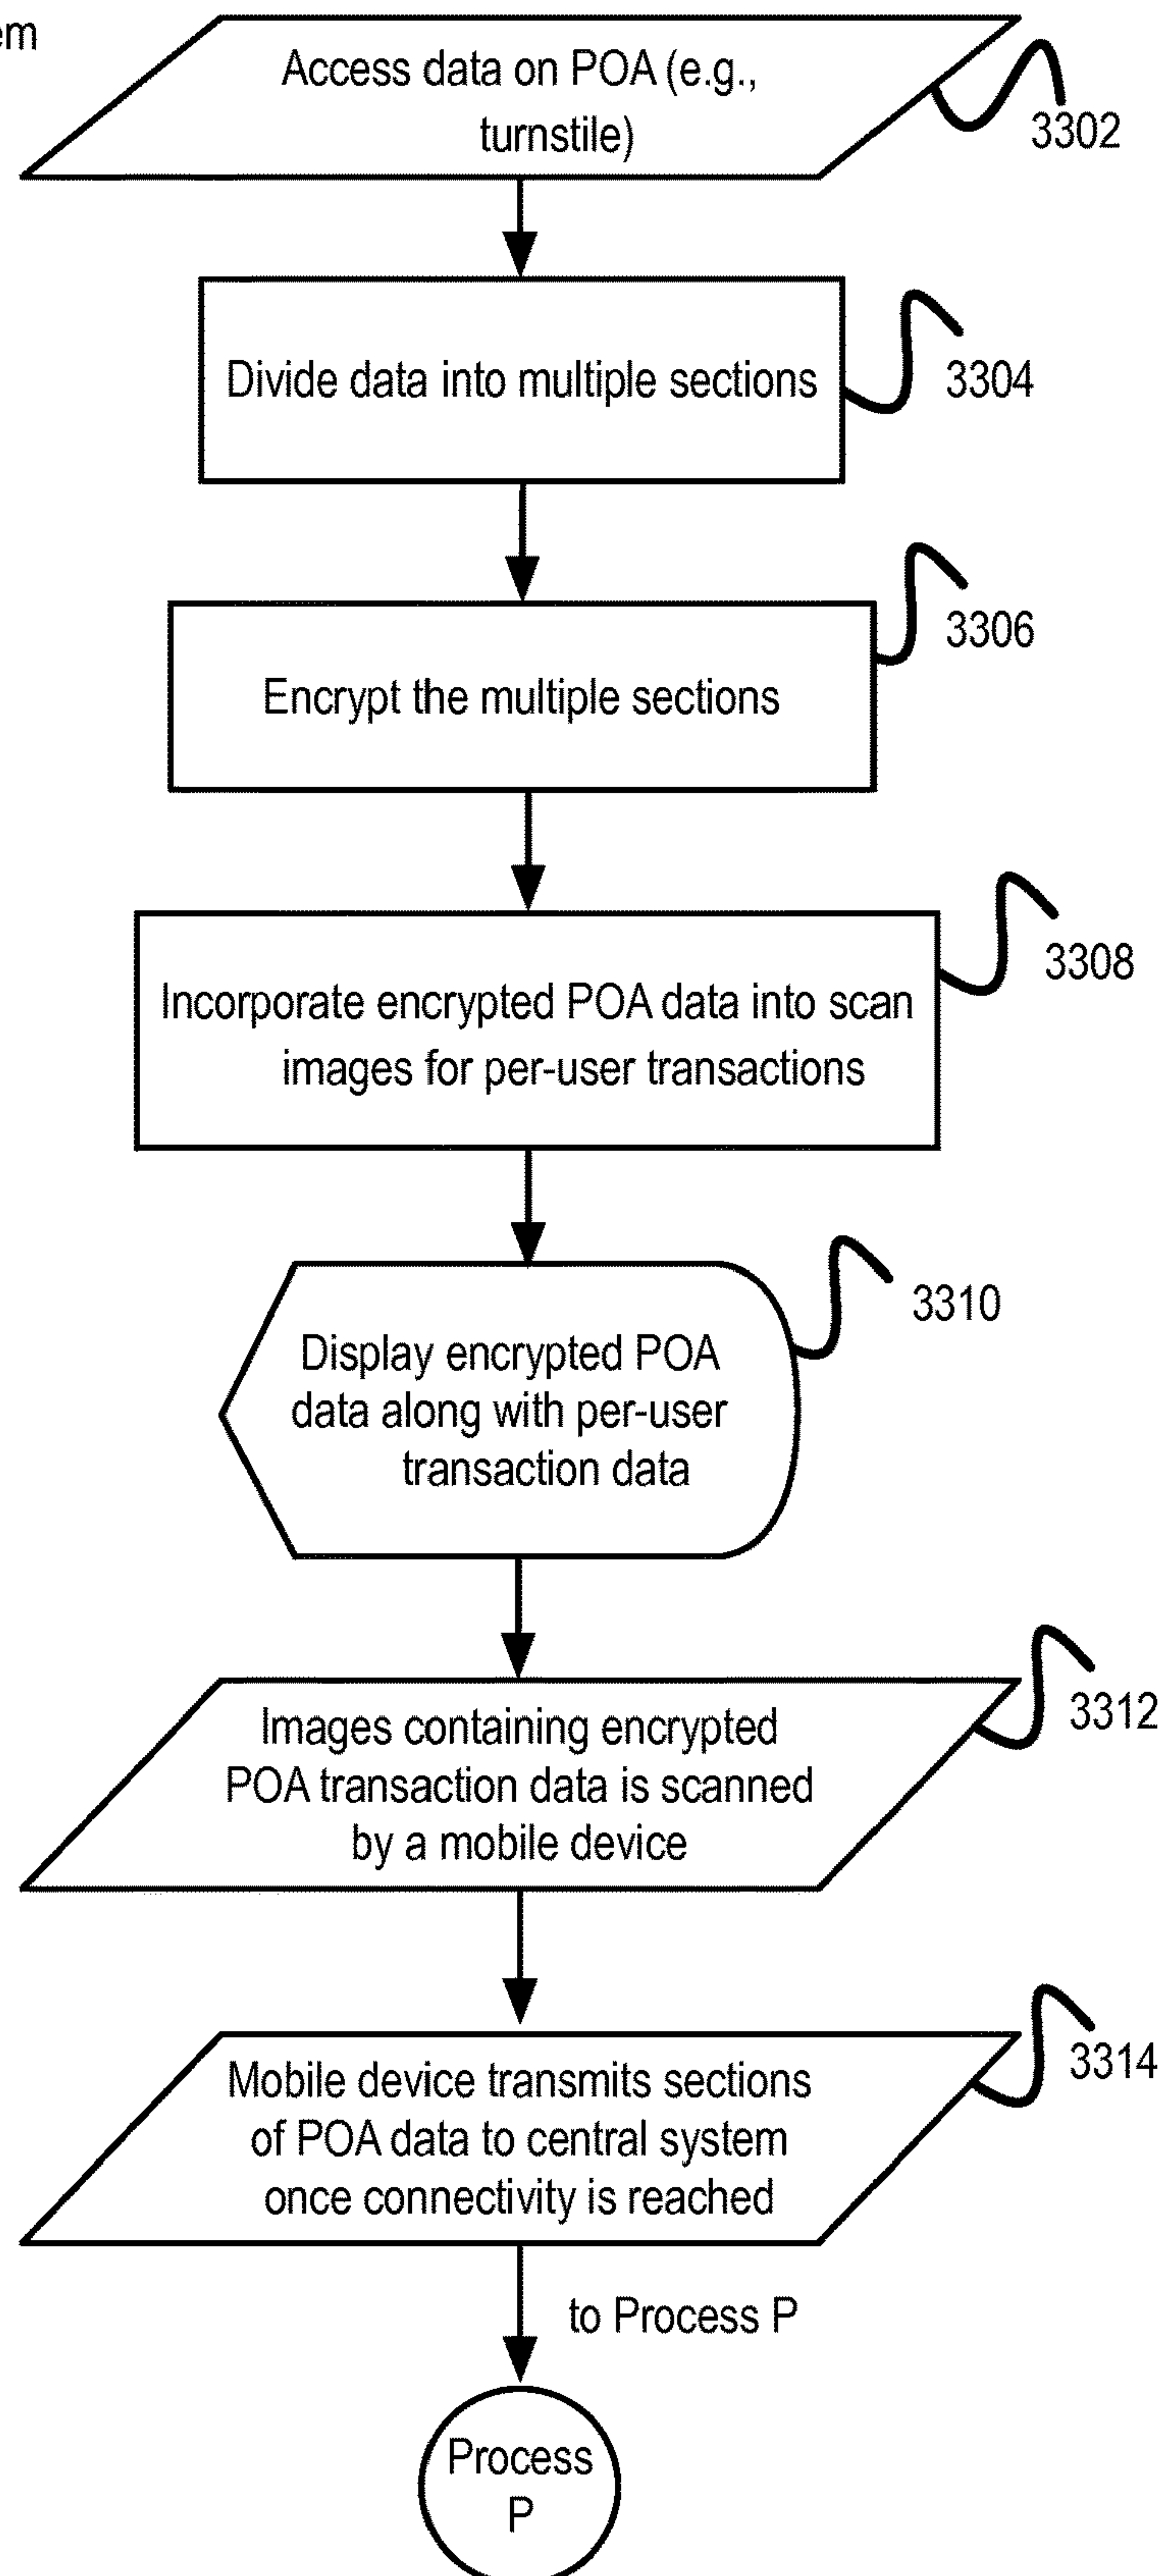 Access data on POA (e.g.,
turnstile)
3302
Divide data into multiple sections
3304
Encrypt the multiple sections
3306
Incorporate encrypted POA data into scan
images for per-user transactions
3308
Display encrypted POA
data along with per-user
transaction data
3310
Images containing encrypted
POA transaction data is scanned
by a mobile device
3312
Mobile device transmits sections
of POA data to central system
once connectivity is reached
3314
to Process P
Process
P